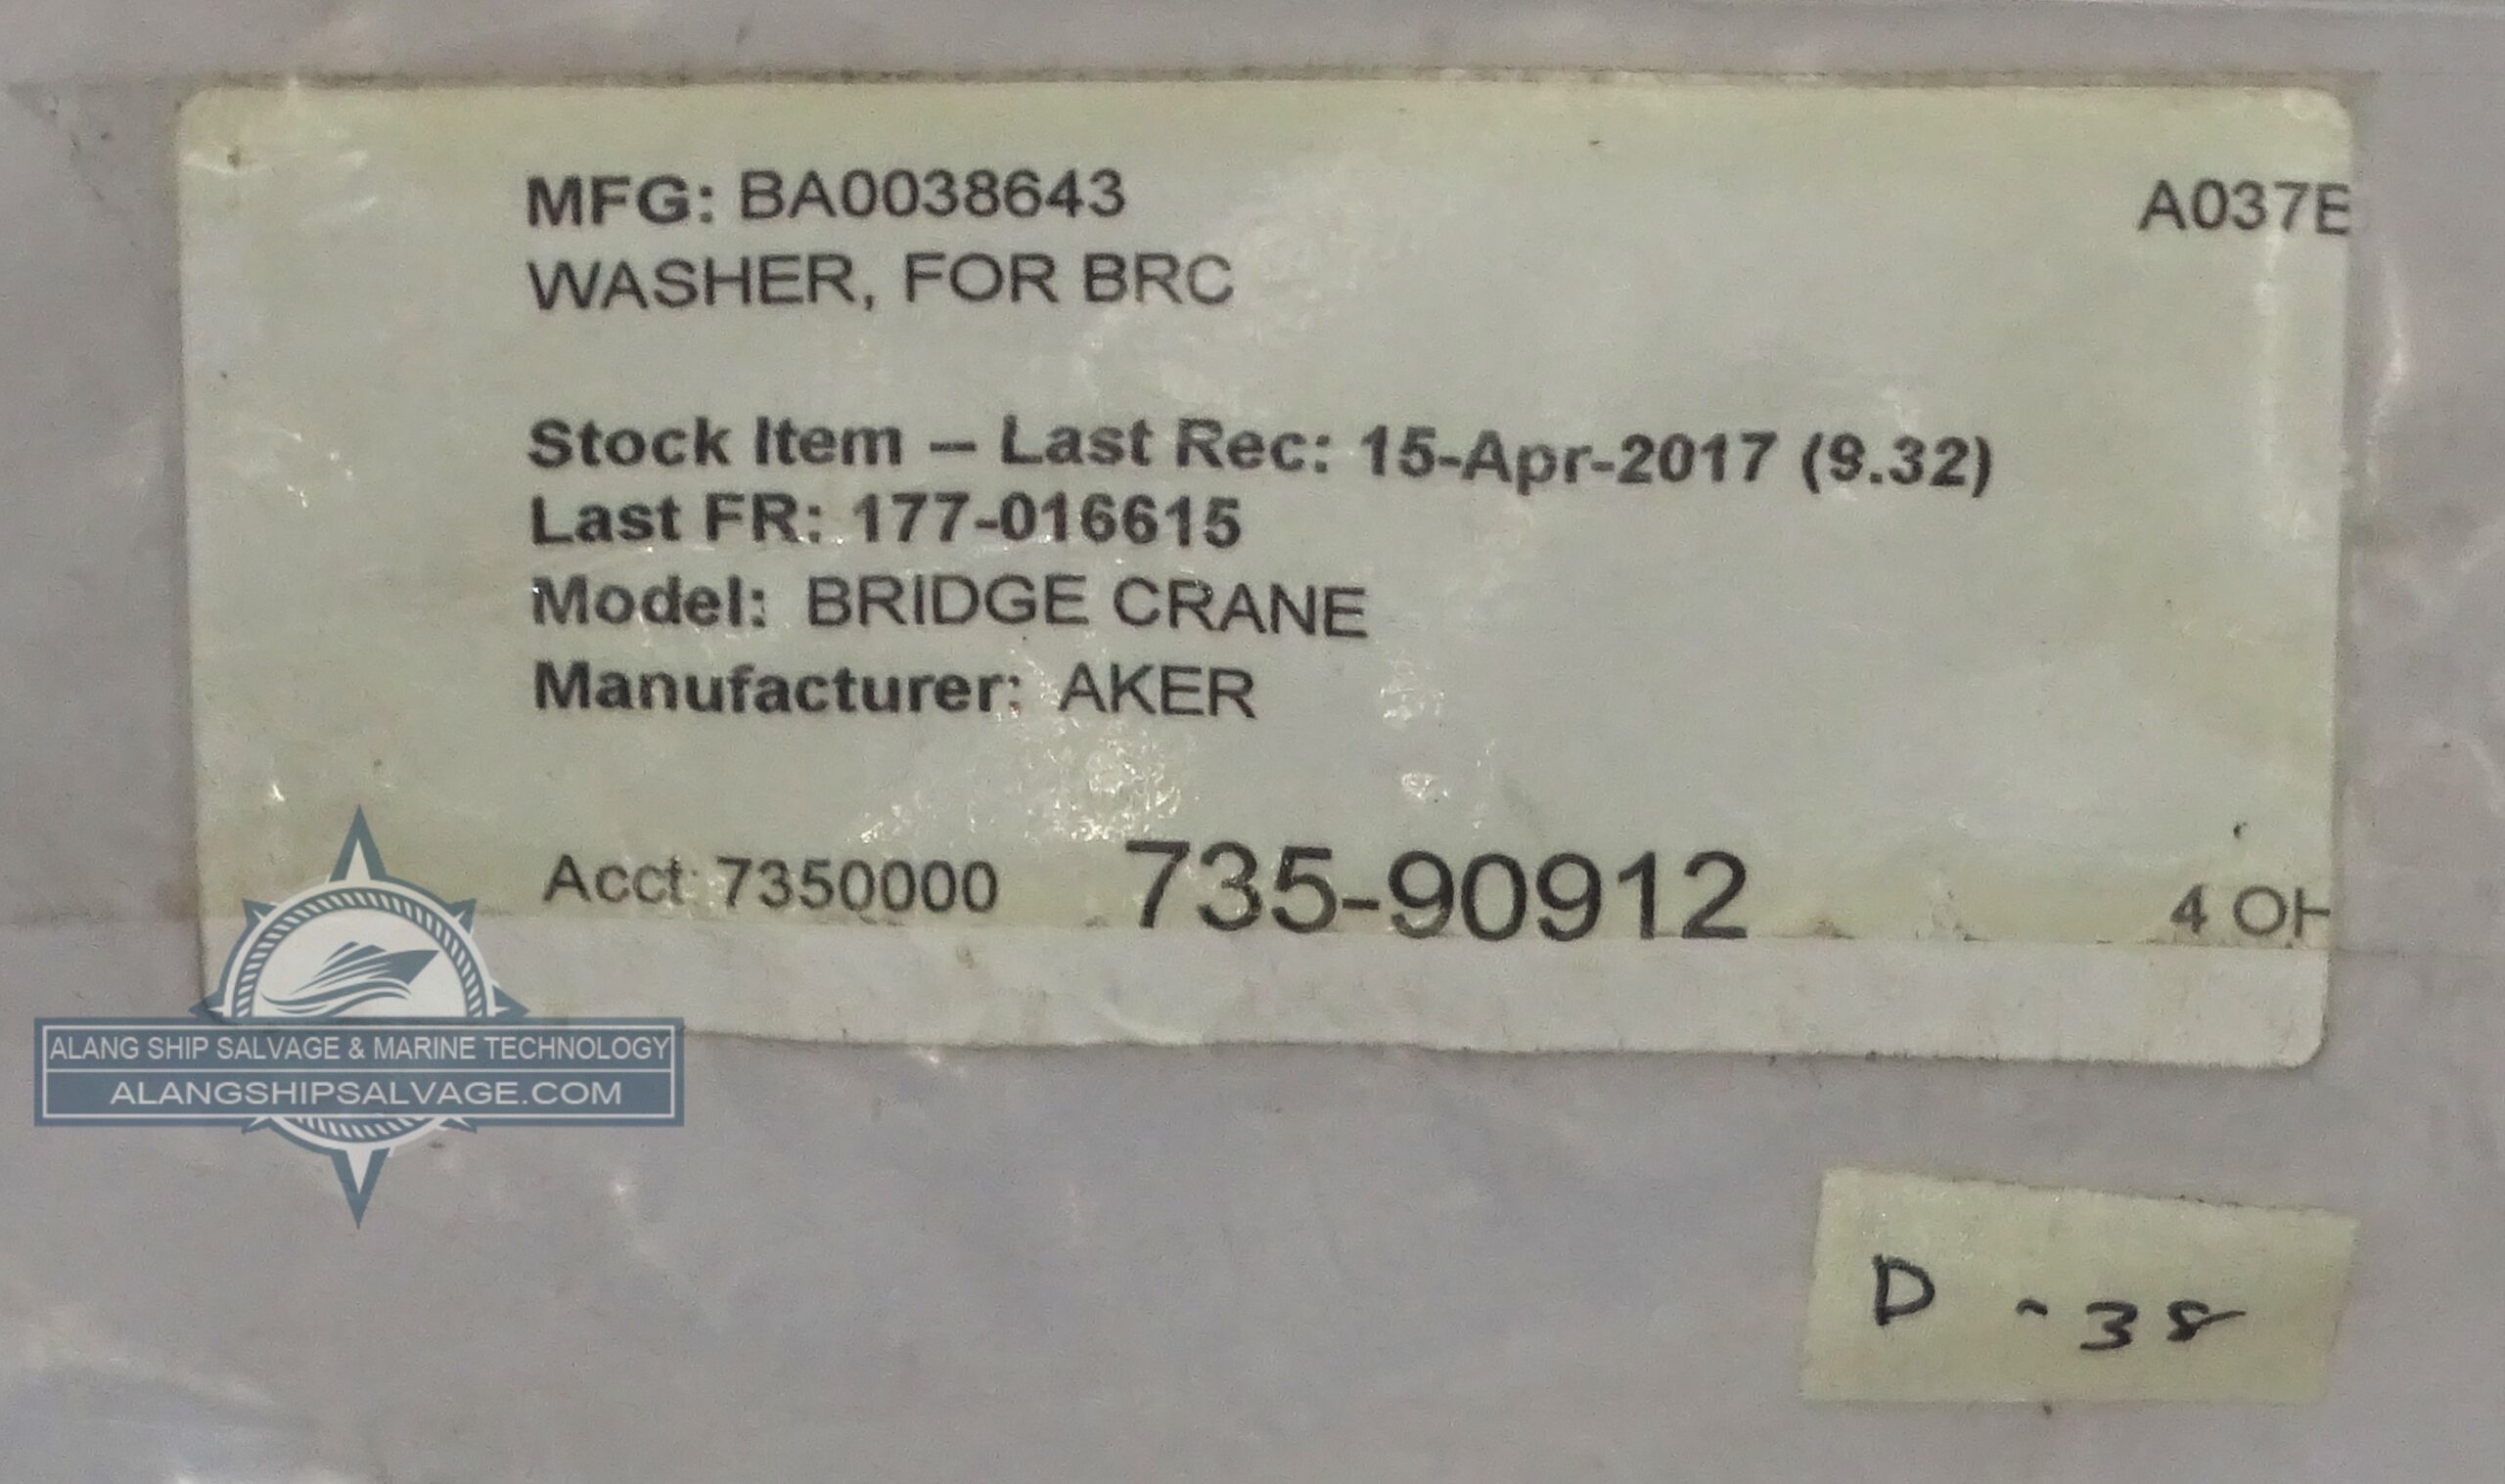 MFG: BA0038643
A037E
WASHER, FOR BRC
Stock Item – Last Rec: 15-Apr-2017 (9.32)
Last FR: 177-016615
Model: BRIDGE CRANE
Manufacturer: AKER
Acct: 7350000 735-90912
4 OH
ALANG SHIP SALVAGE & MARINE TECHNOLOGY
ALANGSHIPSALVAGE.COM
D - 38